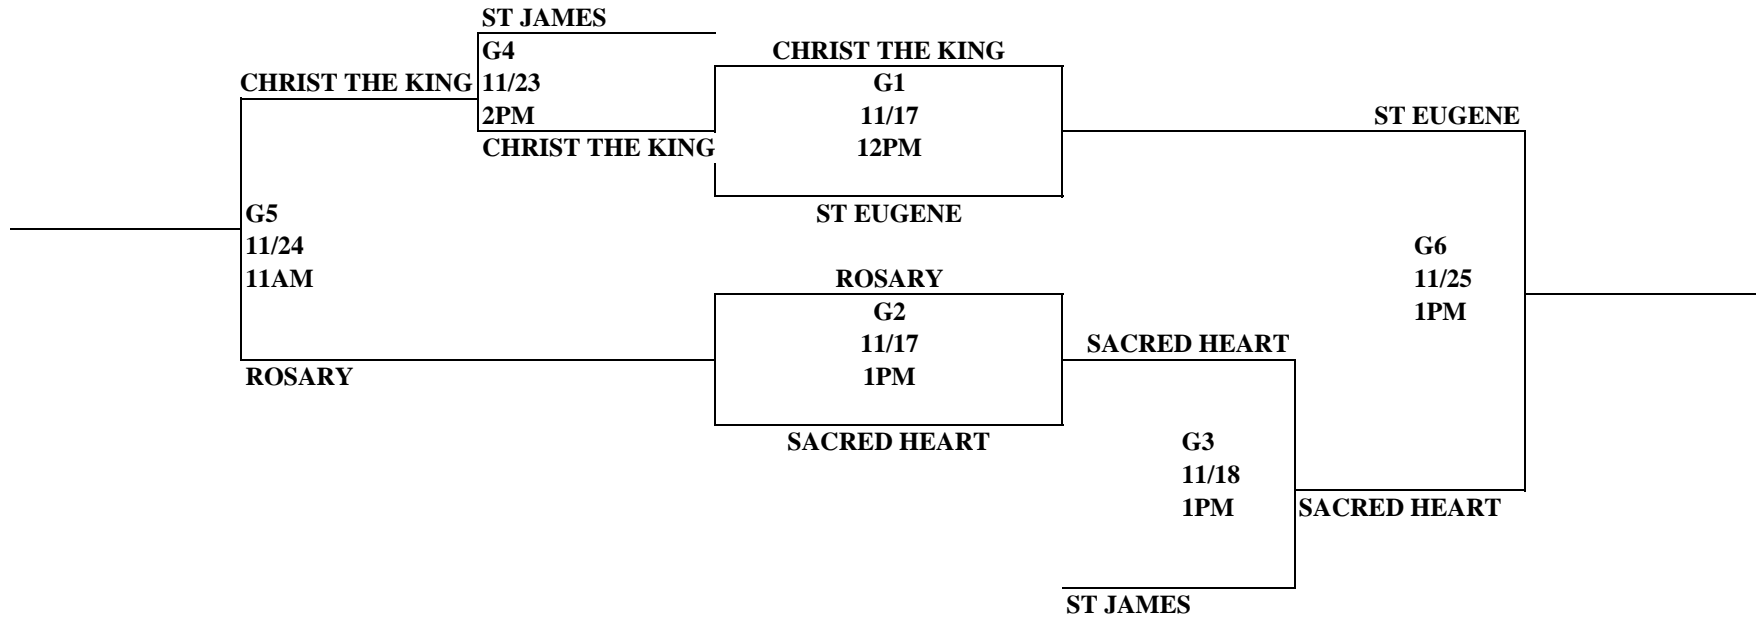 ST JAMES
G4
11/23
2PM
CHRIST THE KING
CHRIST THE KING
CHRIST THE KING
G1
11/17
12PM
ST EUGENE
ST EUGENE
G5
11/24
11AM
ROSARY
ROSARY
G2
11/17
1PM
SACRED HEART
SACRED HEART
G3
11/18
1PM
ST JAMES
G6
11/25
1PM
SACRED HEART